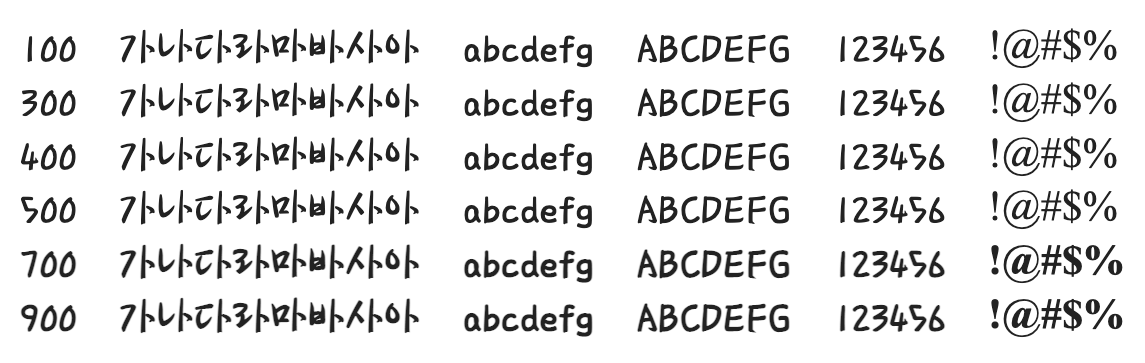 100 가나다라마바사아 abcdefg ABCDEFG 123456 !@#$%
300 가나다라마바사아 abcdefg ABCDEFG 123456 !@#$%
400 가나다라마바사아 abcdefg ABCDEFG 123456 !@#$%
500 가나다라마바사아 abcdefg ABCDEFG 123456 !@#$%
700 가나다라마바사아 abcdefg ABCDEFG 123456 !@#$%
900 가나다라마바사아 abcdefg ABCDEFG 123456 !@#$%